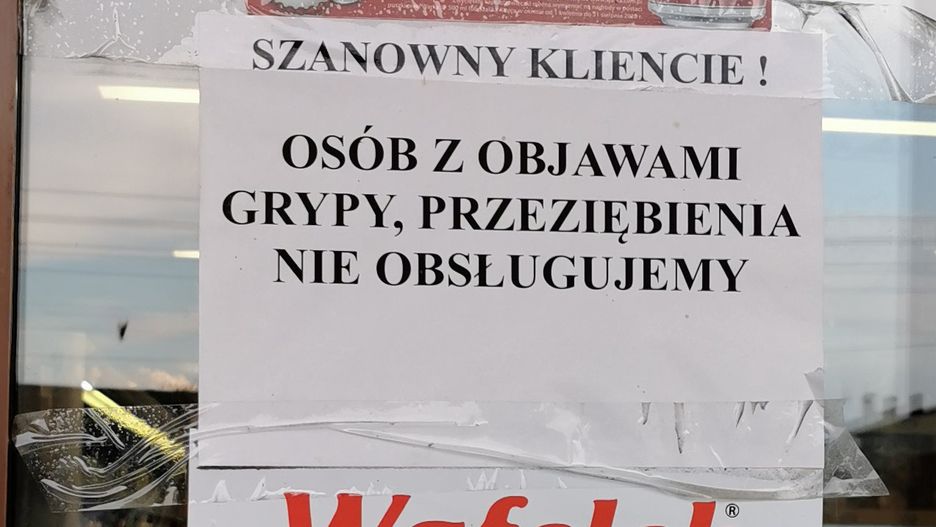 SZANOWNY KLIENCIE !
OSÓB Z OBJAWAMI
GRYPY, PRZEZIĘBIENIA
NIE OBSŁUGUJEMY
®